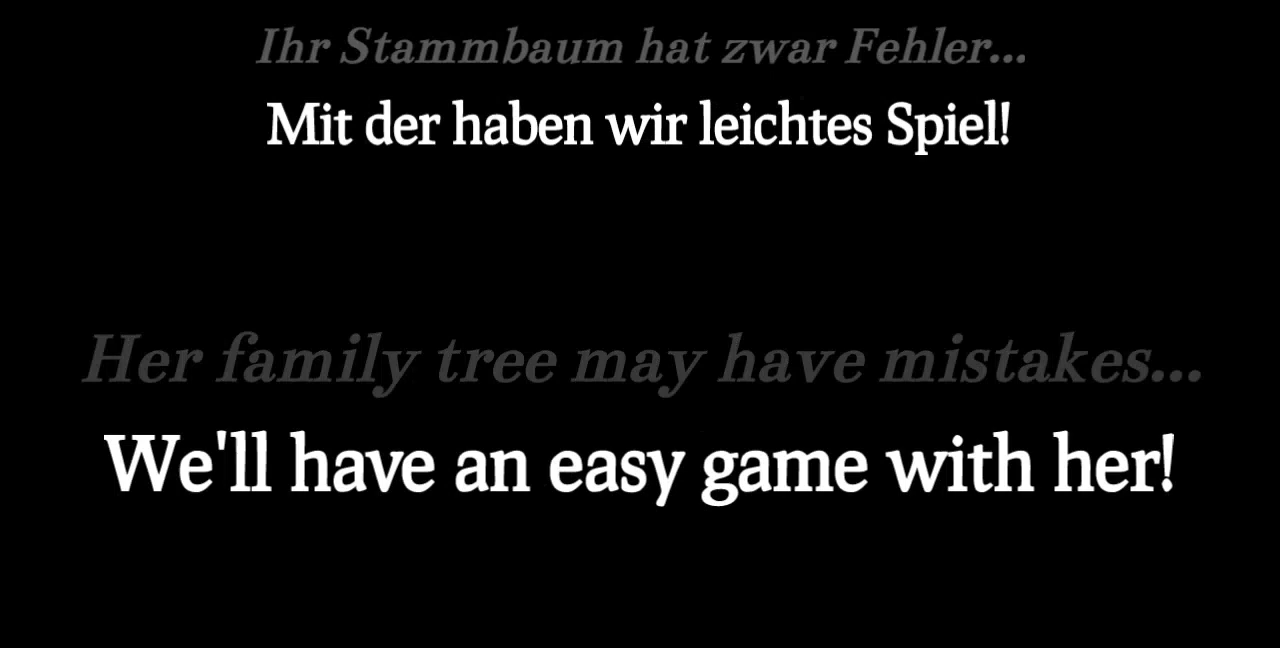 Ihr Stammbaum hat zwar Fehler...
Mit der haben wir leichtes Spiel!
Her family tree may have mistakes...
We'll have an easy game with her!